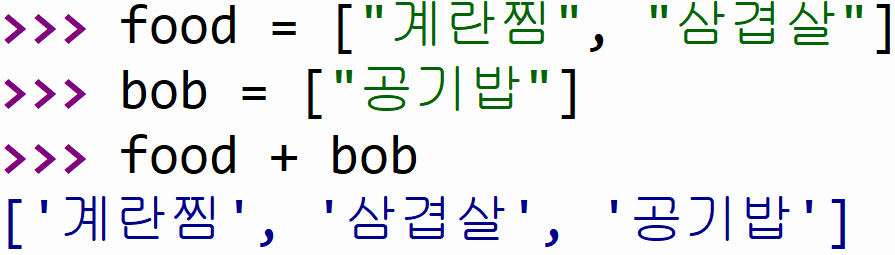 >>> food = ["계란찜", "삼겹살"]
>>> bob = ["공기밥"]
>>> food + bob
['계란찜', '삼겹살', '공기밥']